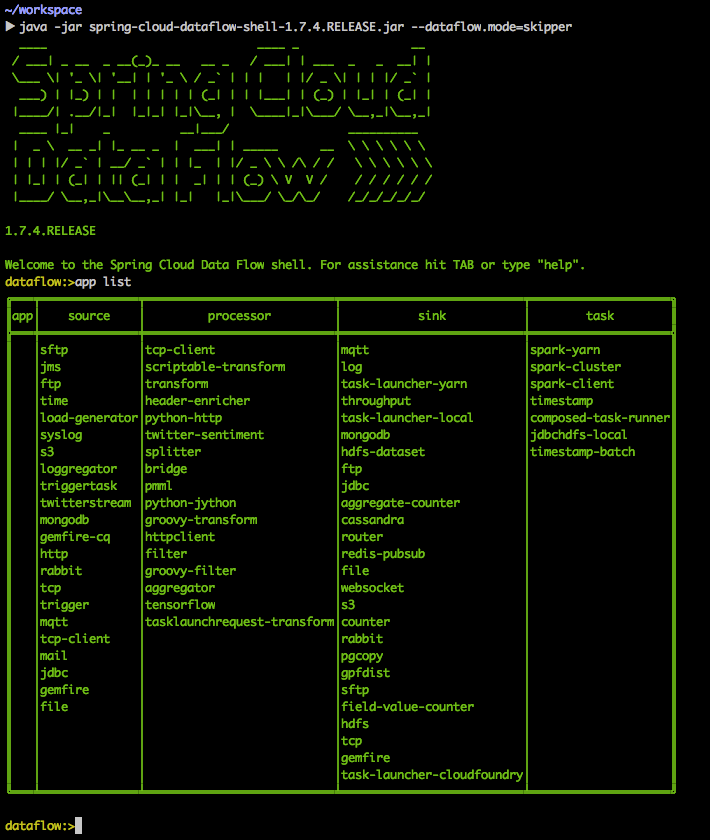 ~/workspace
▶ java -jar spring-cloud-dataflow-shell-1.7.4.RELEASE.jar --dataflow.mode=skipper
Spring Cloud
Data Flow
1.7.4.RELEASE
Welcome to the Spring Cloud Data Flow shell. For assistance hit TAB or type "help".
dataflow:>app list
app source processor sink task
sftp tcp-client mqtt spark-yarn
jms scriptable-transform log spark-cluster
ftp transform task-launcher-yarn spark-client
time header-enricher throughput timestamp
load-generator python-http task-launcher-local composed-task-runner
syslog twitter-sentiment mongodb jdbchdfs-local
s3 splitter hdfs-dataset timestamp-batch
loggregator bridge ftp
triggertask pmml jdbc
twitterstream python-jython aggregate-counter
mongodb groovy-transform cassandra
gemfire-cq httpclient router
http filter redis-pubsub
rabbit groovy-filter file
tcp aggregator websocket
trigger tensorflow s3
mqtt tasklaunchrequest-transform counter
tcp-client rabbit
mail pgcopy
jdbc gpfdist
gemfire sftp
file field-value-counter
hdfs
tcp
gemfire
task-launcher-cloudfoundry
dataflow:>